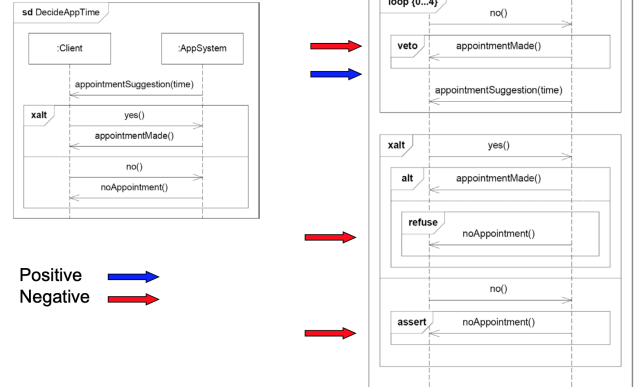 sd DecideAppTime
:Client
:AppSystem
appointmentSuggestion(time)
xalt
yes()
appointmentMade()
no()
noAppointment()
Positive
Negative
loop {0...4}
no()
veto
appointmentMade()
appointmentSuggestion(time)
xalt
yes()
alt
appointmentMade()
refuse
noAppointment()
no()
assert
noAppointment()